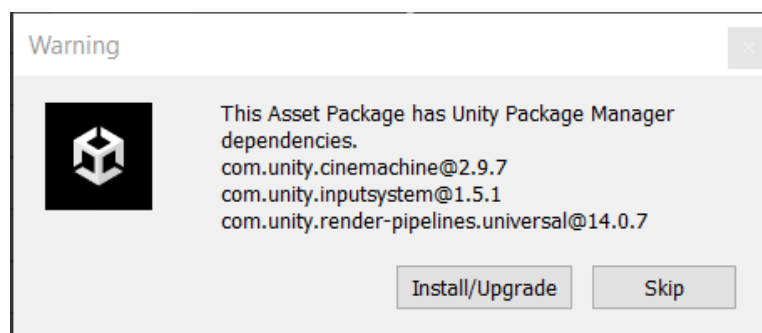 Warning
This Asset Package has Unity Package Manager
dependencies.
com.unity.cinemachine@2.9.7
com.unity.inputsystem@1.5.1
com.unity.render-pipelines.universal@14.0.7
Install/Upgrade
Skip